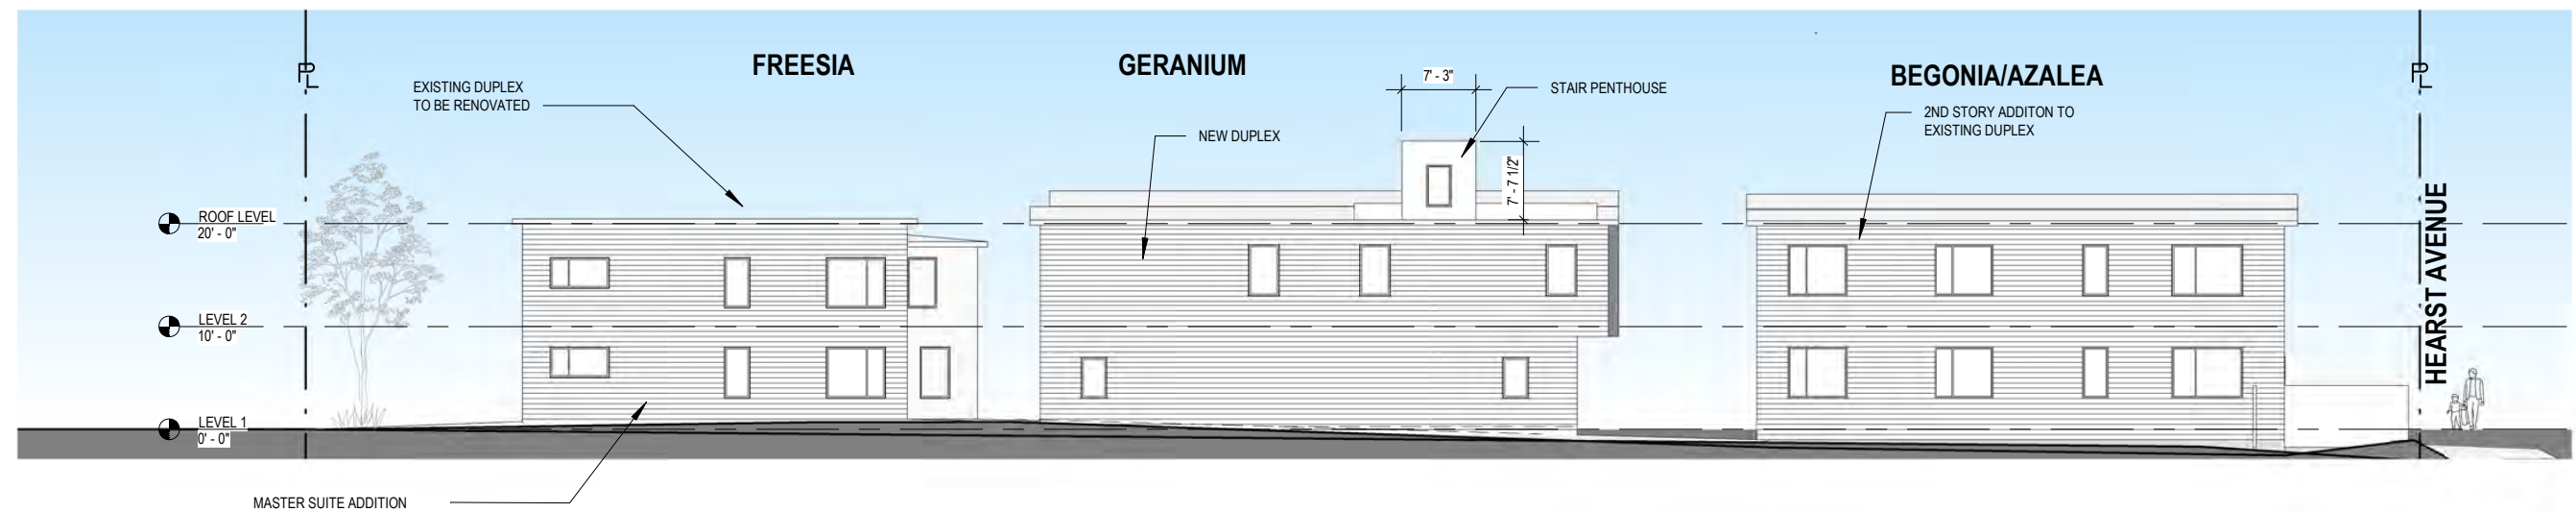 FREESIA
GERANIUM
BEGONIA/AZALEA
PL
PL
EXISTING DUPLEX
TO BE RENOVATED
7' - 3"
STAIR PENTHOUSE
2ND STORY ADDITON TO
EXISTING DUPLEX
NEW DUPLEX
7' - 7 1/2"
ROOF LEVEL
20' - 0"
LEVEL 2
10' - 0"
LEVEL 1
0' - 0"
HEARST AVENUE
MASTER SUITE ADDITION